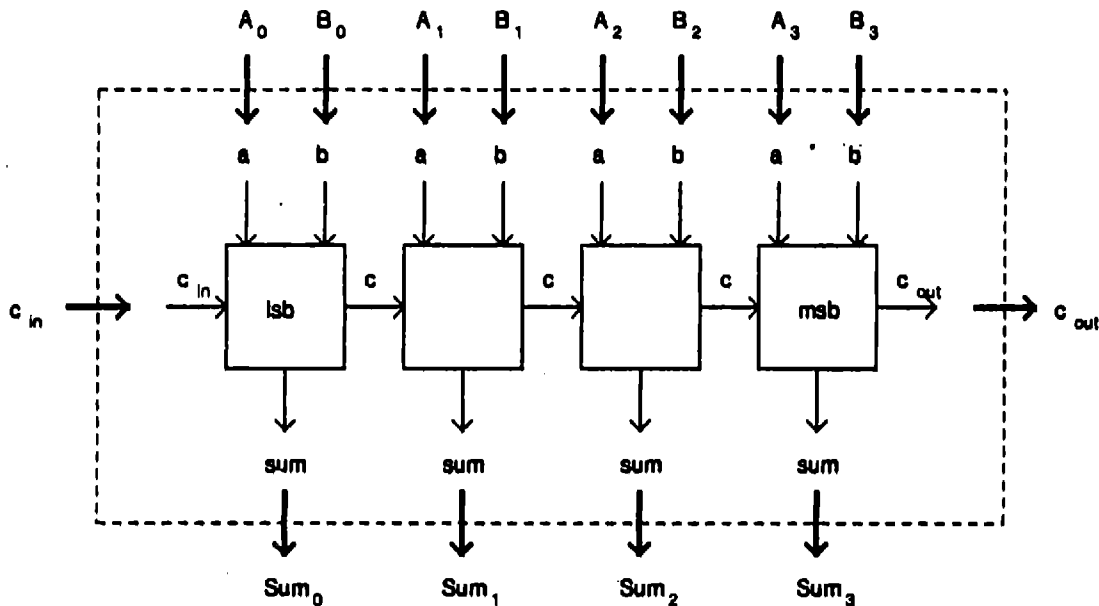 A₀ B₀ A₁ B₁ A₂ B₂ A₃ B₃
a b a b a b a b
c in c in lsb c c c msb c out c out
sum sum sum sum
Sum₀ Sum₁ Sum₂ Sum₃